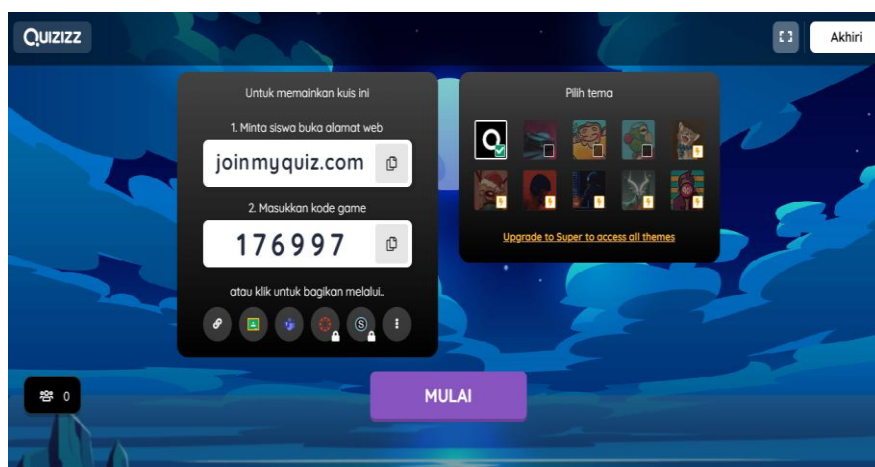 Quizizz
Akhiri
Untuk memainkan kuis ini
1. Minta siswa buka alamat web
joinmyquiz.com
2. Masukkan kode game
176997
atau klik untuk bagikan melalui..
Pilih tema
Q
Upgrade to Super to access all themes
S
0
MULAI